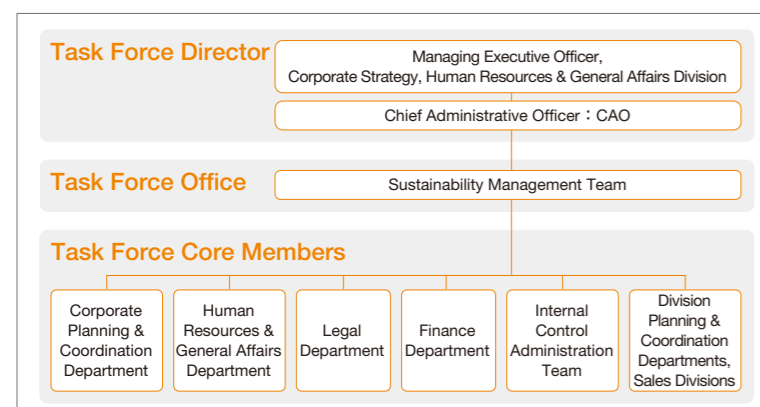 Task Force Director
Managing Executive Officer,
Corporate Strategy, Human Resources & General Affairs Division
Chief Administrative Officer：CAO
Task Force Office
Sustainability Management Team
Task Force Core Members
Corporate
Planning &
Coordination
Department
Human
Resources &
General Affairs
Department
Legal
Department
Finance
Department
Internal
Control
Administration
Team
Division
Planning &
Coordination
Departments,
Sales Divisions